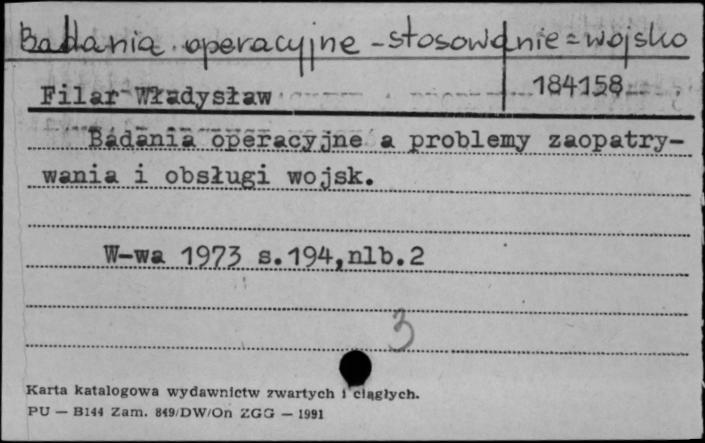 Badania operacyjne - stosowanie = wojsko
Filar Władysław 184158
Badania operacyjne a problemy zaopatry-
wania i obsługi wojsk.
W-wa 1973 s.194,nlb.2
3
Karta katalogowa wydawnictw zwartych i ciągłych.
PU — B144 Zam. 849/DW/On ZGG — 1991